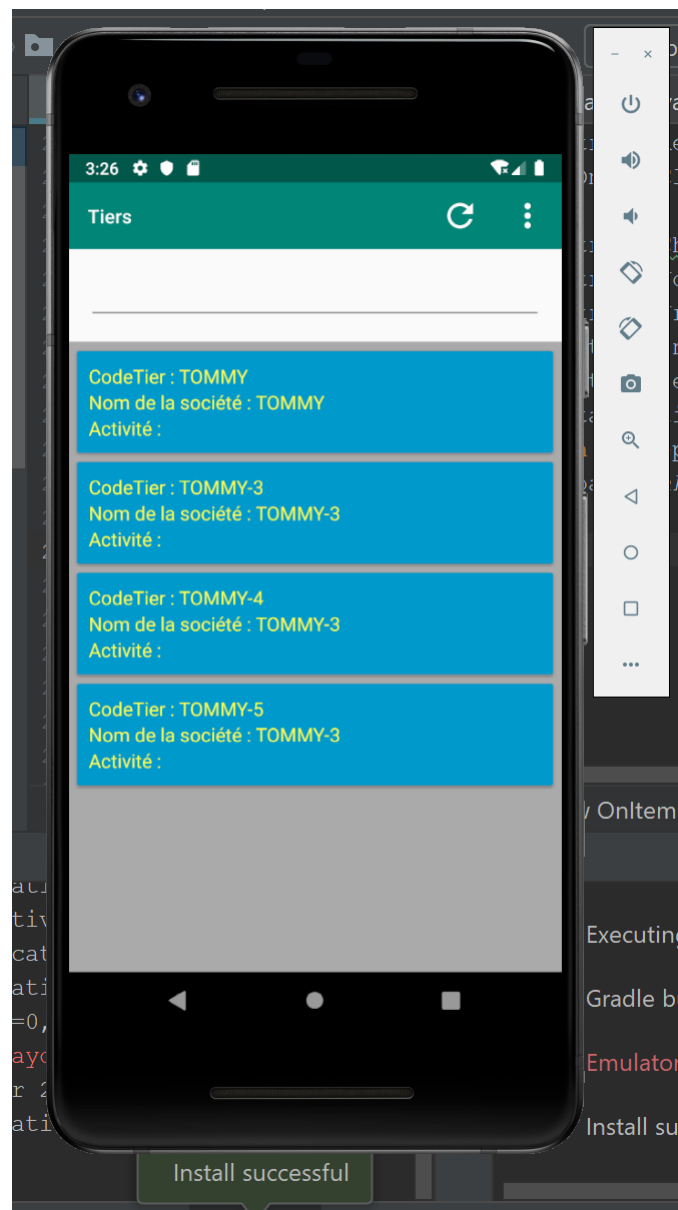 3:26
Tiers
CodeTier : TOMMY
Nom de la société : TOMMY
Activité :
CodeTier : TOMMY-3
Nom de la société : TOMMY-3
Activité :
CodeTier : TOMMY-4
Nom de la société : TOMMY-3
Activité :
CodeTier : TOMMY-5
Nom de la société : TOMMY-3
Activité :
OnItem
Executing
Gradle b
Emulator
Install su
Install successful